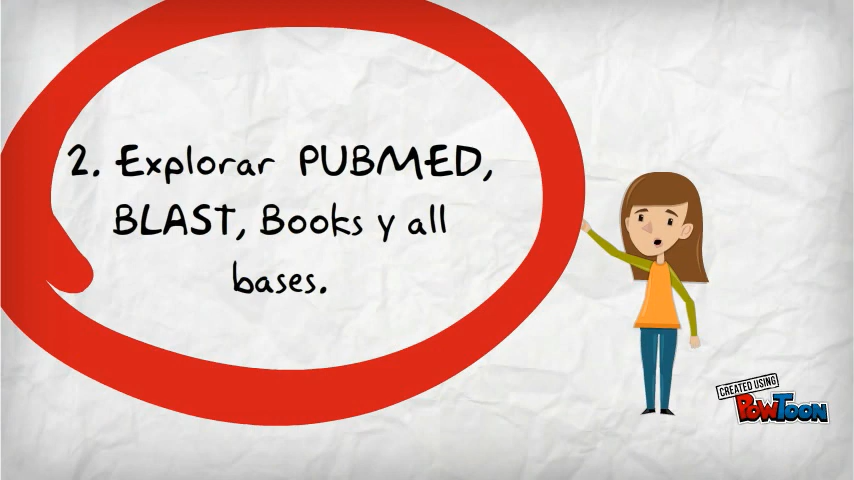 2. Explorar PUBMED,
BLAST, Books y all
bases.
CREATED USING
POWTOON